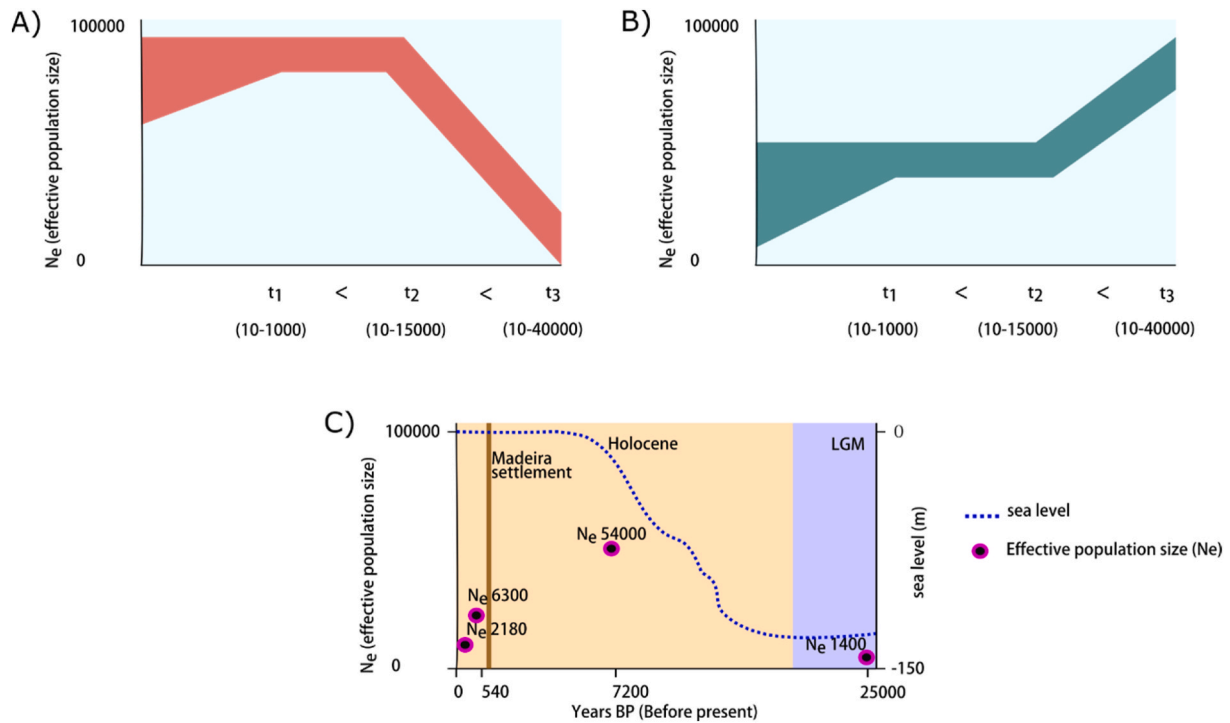 A)
100000
Ne (effective population size)
0
t1 < t2 < t3
(10-1000) (10-15000) (10-40000)
B)
100000
Ne (effective population size)
0
t1 < t2 < t3
(10-1000) (10-15000) (10-40000)
C)
100000
Ne (effective population size)
0
Madeira
settlement
Holocene
LGM
Ne 54000
Ne 6300
Ne 2180
Ne 1400
0
sea level (m)
-150
0 540 7200 25000
Years BP (Before present)
sea level
Effective population size (Ne)